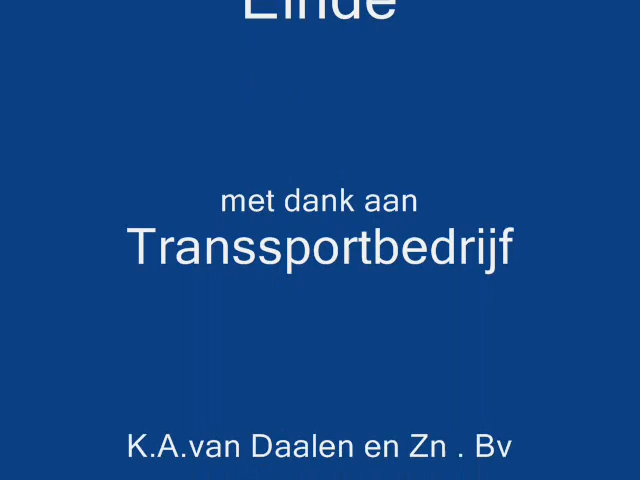 Einde
met dank aan
Transsportbedrijf
K.A.van Daalen en Zn . Bv